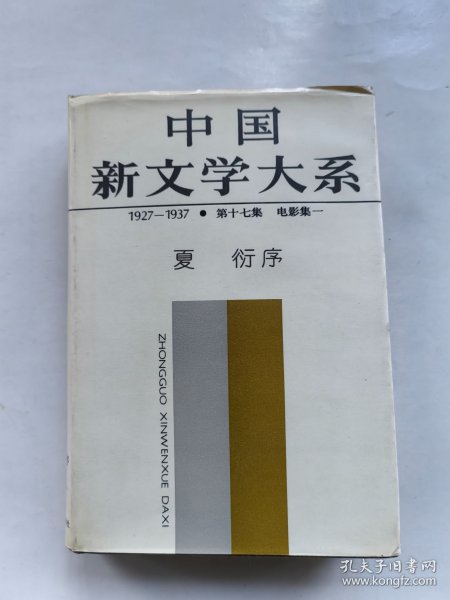 中国
新文学大系
1927—1937 ● 第十七集 电影集一
夏 衍序
ZHONGGUO XINWENXUE DAXI
孔夫子旧书网
www.kongfz.com